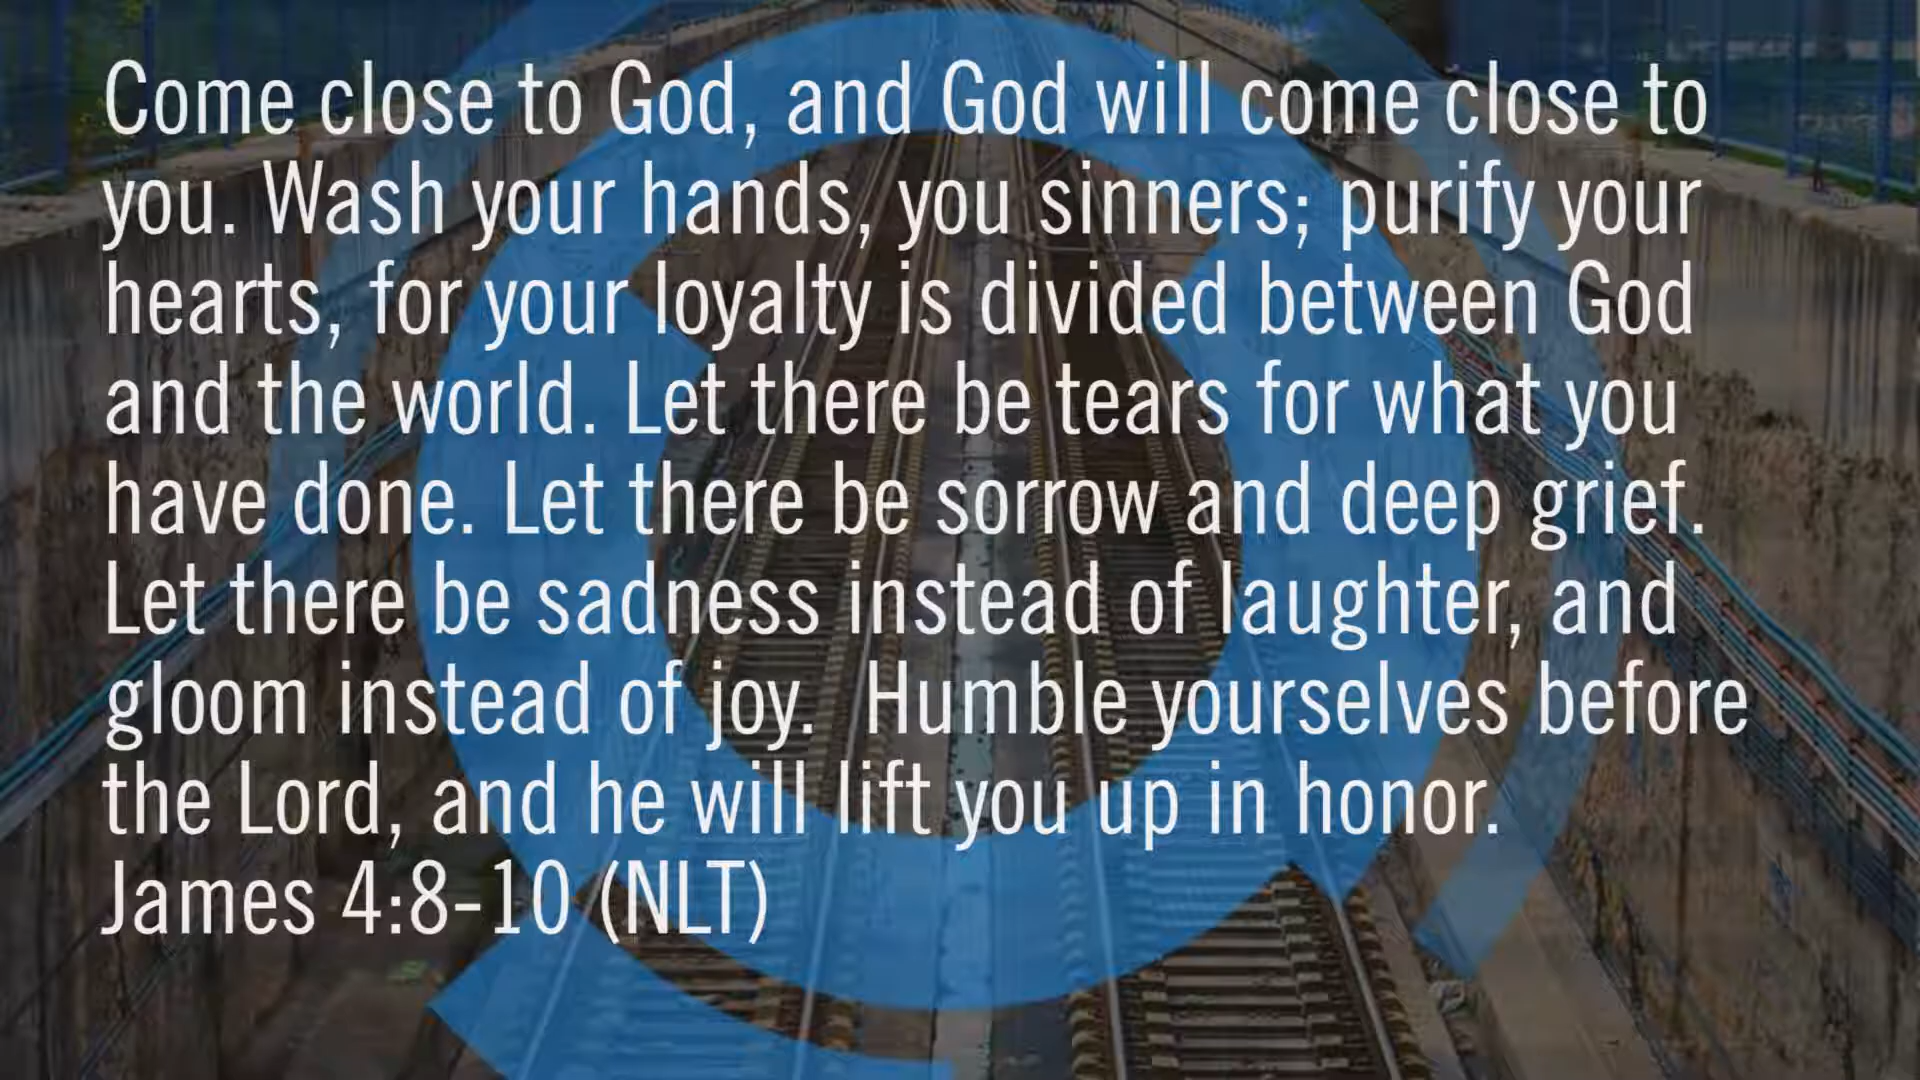 Come close to God, and God will come close to
you. Wash your hands, you sinners; purify your
hearts, for your loyalty is divided between God
and the world. Let there be tears for what you
have done. Let there be sorrow and deep grief.
Let there be sadness instead of laughter, and
gloom instead of joy.  Humble yourselves before
the Lord, and he will lift you up in honor.
James 4:8-10 (NLT)